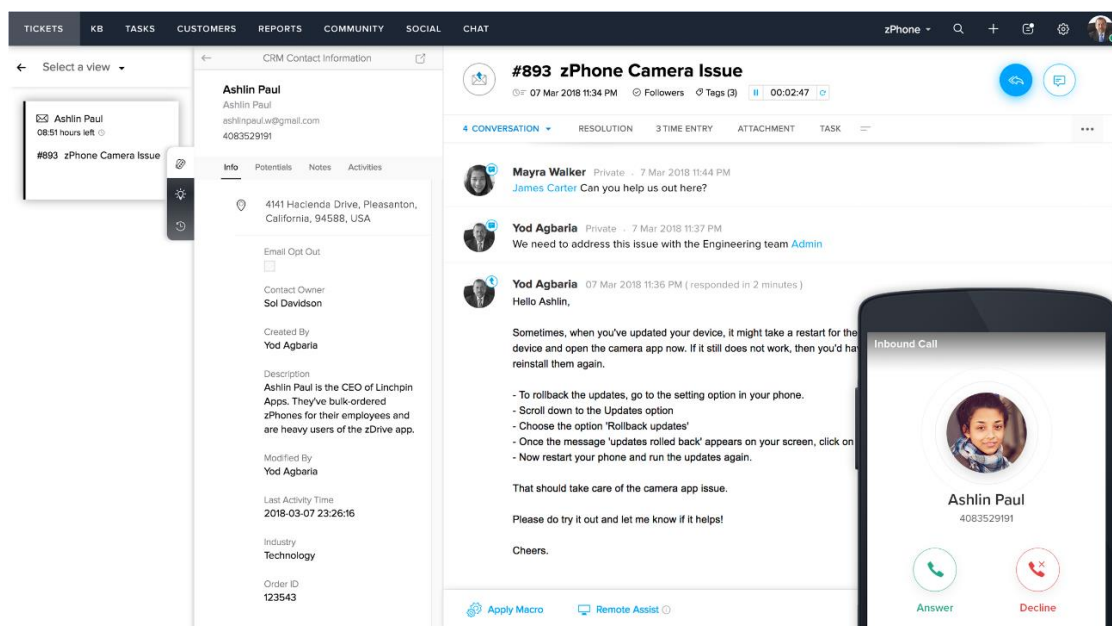 TICKETS KB TASKS CUSTOMERS REPORTS COMMUNITY SOCIAL CHAT zPhone
Select a view
Ashlin Paul
08:51 hours left
#893 zPhone Camera Issue
CRM Contact Information
Ashlin Paul
Ashlin Paul
ashlinpaul.w@gmail.com
4083529191
Info Potentials Notes Activities
4141 Hacienda Drive, Pleasanton,
California, 94588, USA
Email Opt Out
Contact Owner
Sol Davidson
Created By
Yod Agbaria
Description
Ashlin Paul is the CEO of Linchpin
Apps. They've bulk-ordered
zPhones for their employees and
are heavy users of the zDrive app.
Modified By
Yod Agbaria
Last Activity Time
2018-03-07 23:26:16
Industry
Technology
Order ID
123543
#893 zPhone Camera Issue
07 Mar 2018 11:34 PM Followers Tags (3) 00:02:47
4 CONVERSATION RESOLUTION 3 TIME ENTRY ATTACHMENT TASK
Mayra Walker Private . 7 Mar 2018 11:44 PM
James Carter Can you help us out here?
Yod Agbaria Private . 7 Mar 2018 11:37 PM
We need to address this issue with the Engineering team Admin
Yod Agbaria 07 Mar 2018 11:36 PM ( responded in 2 minutes )
Hello Ashlin,
Sometimes, when you've updated your device, it might take a restart for the
device and open the camera app now. If it still does not work, then you'd ha
reinstall them again.
- To rollback the updates, go to the setting option in your phone.
- Scroll down to the Updates option
- Choose the option 'Rollback updates'
- Once the message 'updates rolled back' appears on your screen, click on
- Now restart your phone and run the updates again.
That should take care of the camera app issue.
Please do try it out and let me know if it helps!
Cheers.
Apply Macro Remote Assist
Inbound Call
Ashlin Paul
4083529191
Answer Decline